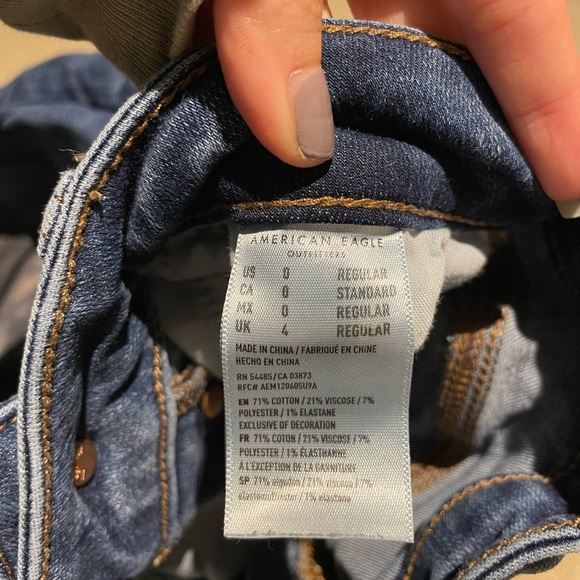 AMERICAN EAGLE
OUTFITTERS
US 0 REGULAR
CA 0 STANDARD
MX 0 REGULAR
UK 4 REGULAR
MADE IN CHINA / FABRIQUÉ EN CHINE
HECHO EN CHINA
RN 54485/CA 03873
RFC# AEM120605U9A
EN 71% COTTON / 21% VISCOSE / 7%
POLYESTER / 1% ELASTANE
EXCLUSIVE OF DECORATION
FR 71% COTON / 21% VISCOSE / 7%
POLYESTER / 1% ÉLASTHANNE
À L'EXCEPTION DE LA GARNITURE
SP 71% algodón / 21% viscosa / 7%
/ 1% elastano